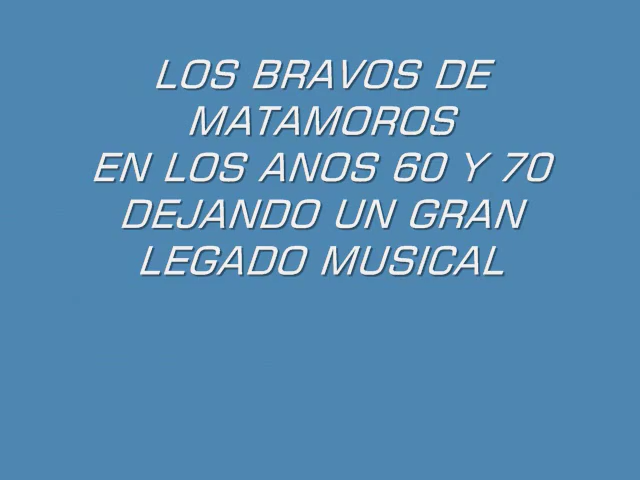 LOS BRAVOS DE
MATAMOROS
EN LOS ANOS 60 Y 70
DEJANDO UN GRAN
LEGADO MUSICAL